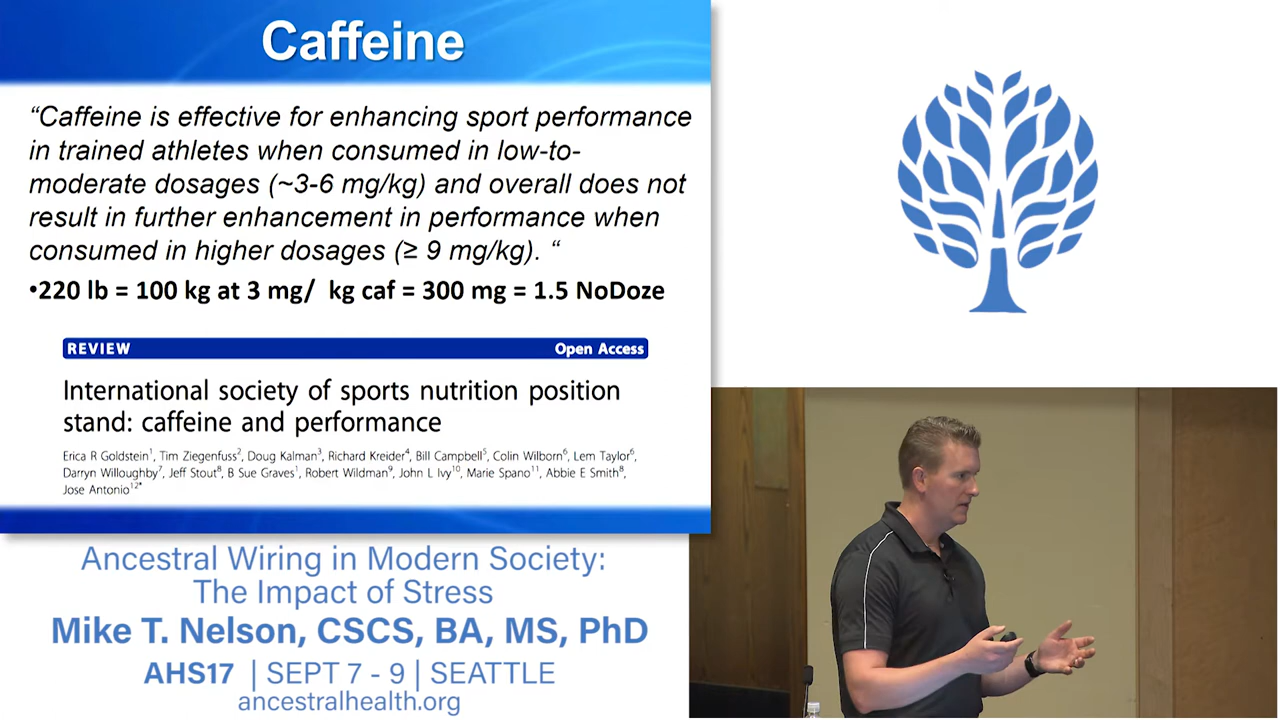 Caffeine
“Caffeine is effective for enhancing sport performance
in trained athletes when consumed in low-to-
moderate dosages (~3-6 mg/kg) and overall does not
result in further enhancement in performance when
consumed in higher dosages (≥ 9 mg/kg). “
•220 lb = 100 kg at 3 mg/ kg caf = 300 mg = 1.5 NoDoze
REVIEW Open Access
International society of sports nutrition position
stand: caffeine and performance
Erica R Goldstein1, Tim Ziegenfuss2, Doug Kalman3, Richard Kreider4, Bill Campbell5, Colin Wilborn6, Lem Taylor6,
Darryn Willoughby7, Jeff Stout8, B Sue Graves1, Robert Wildman9, John L Ivy10, Marie Spano11, Abbie E Smith8,
Jose Antonio12*
Ancestral Wiring in Modern Society:
The Impact of Stress
Mike T. Nelson, CSCS, BA, MS, PhD
AHS17 | SEPT 7 - 9 | SEATTLE
ancestralhealth.org